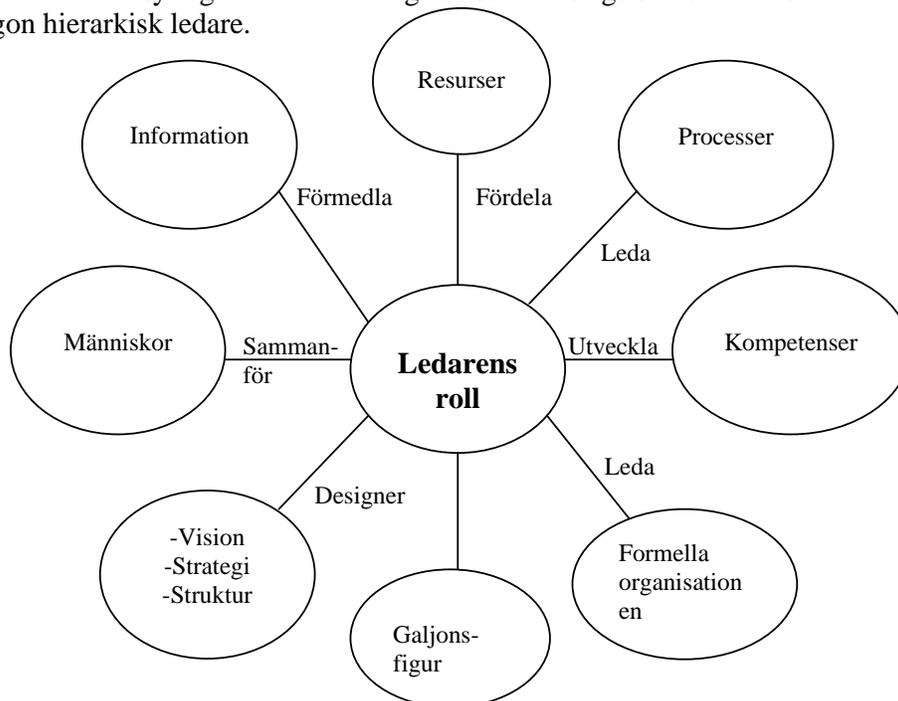 gon hierarkisk ledare.
Resurser
Information
Processer
Förmedla
Fördela
Leda
Människor
Samman-
för
Ledarens
roll
Utveckla
Kompetenser
Leda
Designer
-Vision
-Strategi
-Struktur
Formella
organisation
en
Galjons-
figur